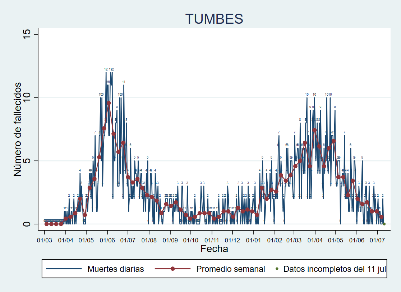 TUMBES
Número de fallecidos
15
10
5
0
01/03 01/04 01/05 01/06 01/07 01/08 01/09 01/10 01/11 01/12 01/01 01/02 01/03 01/04 01/05 01/06 01/07
Fecha
Muertes diarias Promedio semanal Datos incompletos del 11 jul